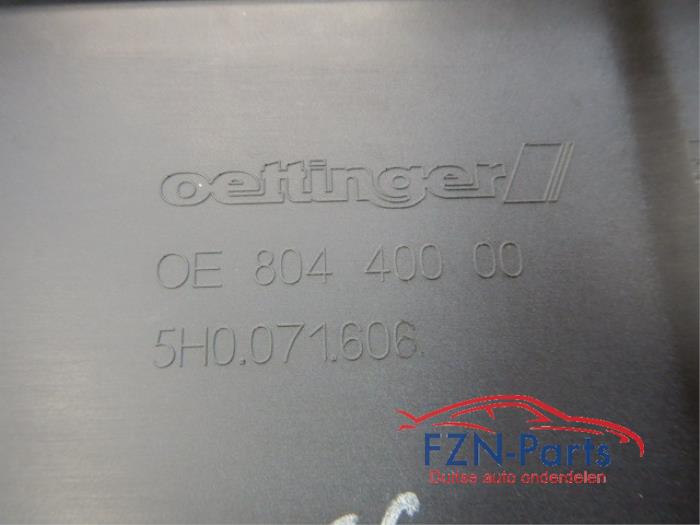 oettinger
OE 804 400 00
5H0.071.606.
FZN-Parts
Duitse auto onderdelen